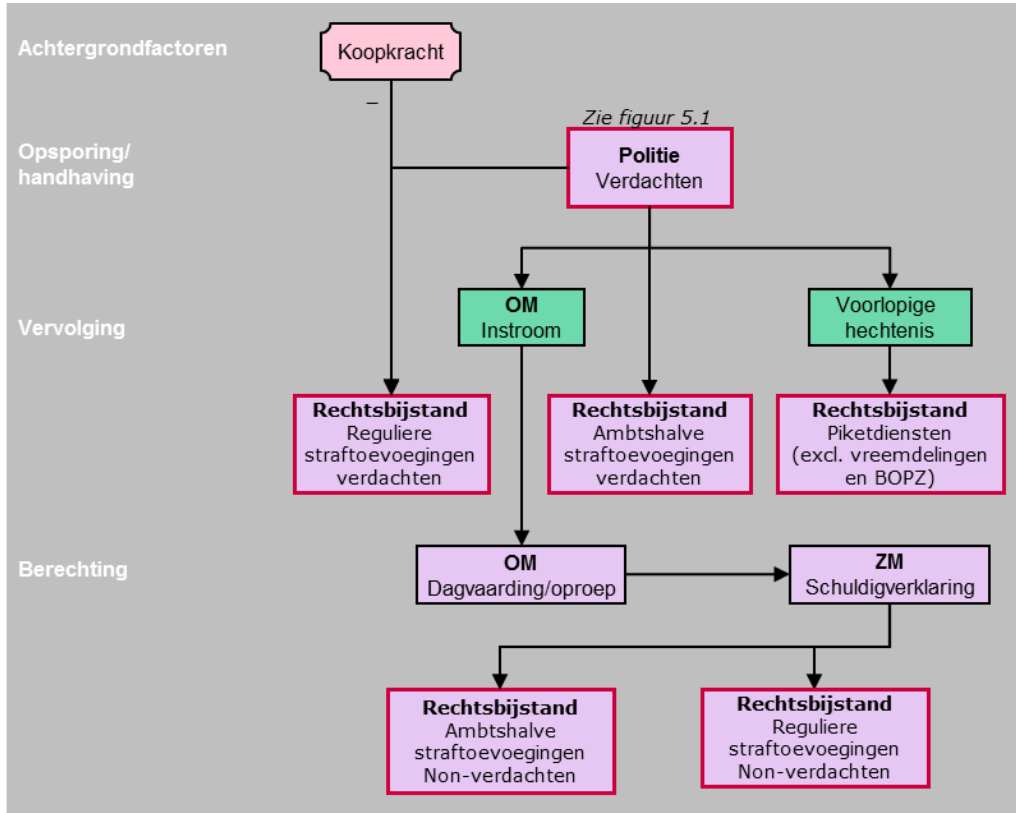 Achtergrondfactoren
Koopkracht
–
Zie figuur 5.1
Opsporing/
handhaving
Politie
Verdachten
Vervolging
OM
Instroom
Voorlopige
hechtenis
Rechtsbijstand
Reguliere
straftoevoegingen
verdachten
Rechtsbijstand
Ambtshalve
straftoevoegingen
verdachten
Rechtsbijstand
Piketdiensten
(excl. vreemdelingen
en BOPZ)
Berechting
OM
Dagvaarding/oproep
ZM
Schuldigverklaring
Rechtsbijstand
Ambtshalve
straftoevoegingen
Non-verdachten
Rechtsbijstand
Reguliere
straftoevoegingen
Non-verdachten